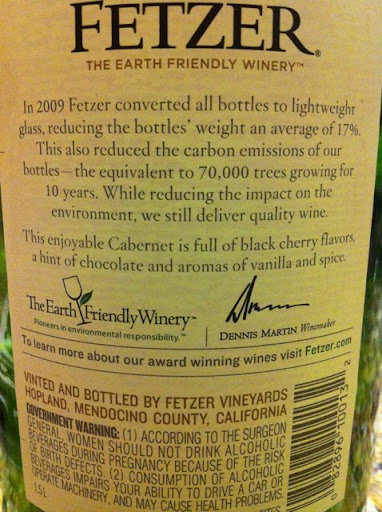 FETZER®
THE EARTH FRIENDLY WINERY™
In 2009 Fetzer converted all bottles to lightweight
glass, reducing the bottles' weight an average of 17%.
This also reduced the carbon emissions of our
bottles—the equivalent to 70,000 trees growing for
10 years. While reducing the impact on the
environment, we still deliver quality wine.
This enjoyable Cabernet is full of black cherry flavors,
a hint of chocolate and aromas of vanilla and spice.
The Earth Friendly Winery™
Pioneers in environmental responsibility.™
DENNIS MARTIN Winemaker
To learn more about our award winning wines visit Fetzer.com
VINTED AND BOTTLED BY FETZER VINEYARDS
HOPLAND, MENDOCINO COUNTY, CALIFORNIA
GOVERNMENT WARNING: (1) ACCORDING TO THE SURGEON
GENERAL, WOMEN SHOULD NOT DRINK ALCOHOLIC
BEVERAGES DURING PREGNANCY BECAUSE OF THE RISK
OF BIRTH DEFECTS. (2) CONSUMPTION OF ALCOHOLIC
BEVERAGES IMPAIRS YOUR ABILITY TO DRIVE A CAR OR
OPERATE MACHINERY, AND MAY CAUSE HEALTH PROBLEMS.
1.5L